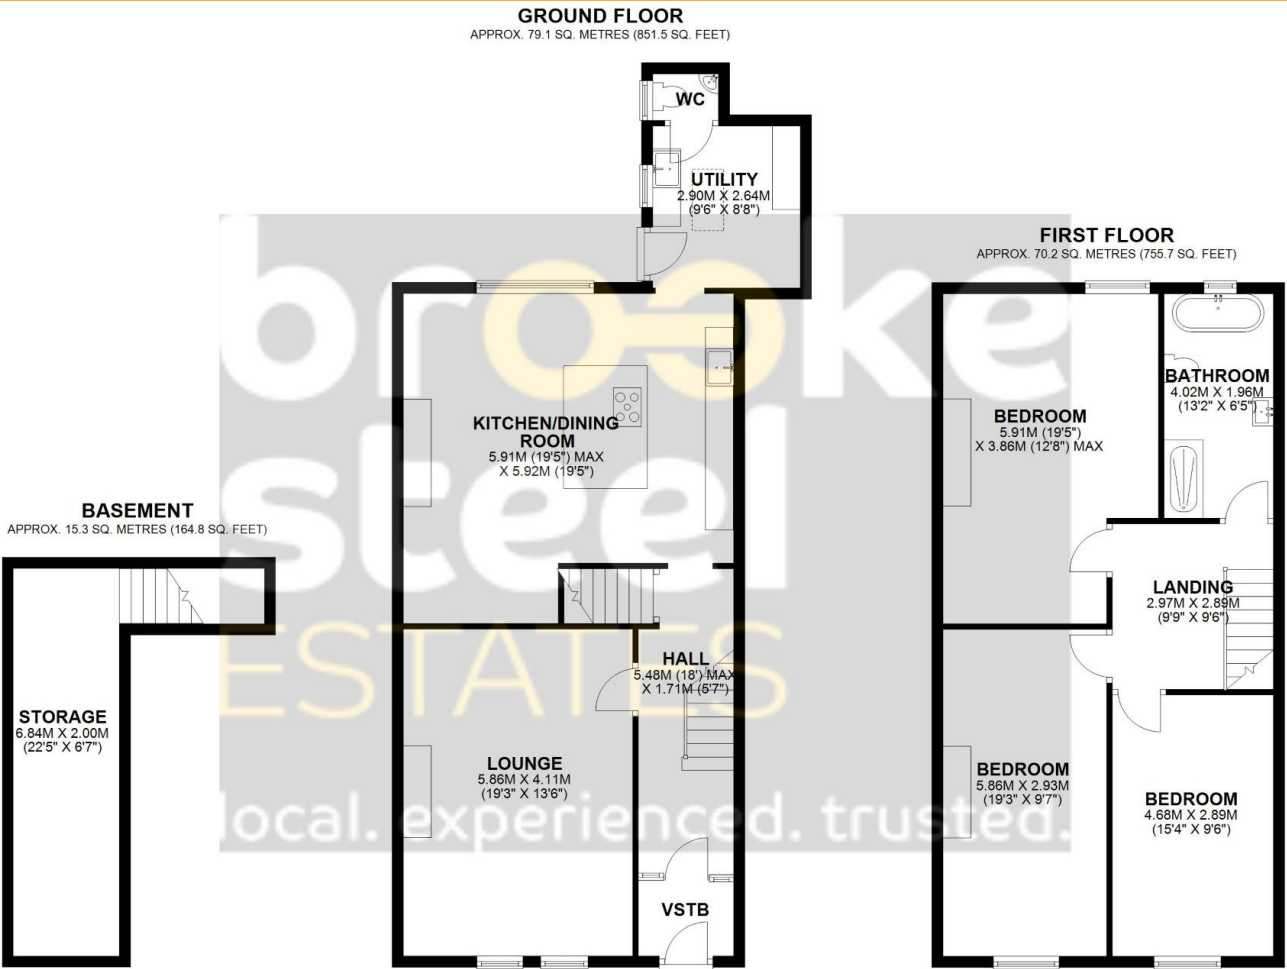 GROUND FLOOR
APPROX. 79.1 SQ. METRES (851.5 SQ. FEET)
WC
UTILITY
2.90M X 2.64M
(9'6" X 8'8")
FIRST FLOOR
APPROX. 70.2 SQ. METRES (755.7 SQ. FEET)
brooke
steel
ESTATES
local. experienced. trusted.
KITCHEN/DINING
ROOM
5.91M (19'5") MAX
X 5.92M (19'5")
BEDROOM
5.91M (19'5")
X 3.86M (12'8") MAX
BATHROOM
4.02M X 1.96M
(13'2" X 6'5")
BASEMENT
APPROX. 15.3 SQ. METRES (164.8 SQ. FEET)
LANDING
2.97M X 2.89M
(9'9" X 9'6")
HALL
5.48M (18') MAX
X 1.71M (5'7")
STORAGE
6.84M X 2.00M
(22'5" X 6'7")
LOUNGE
5.86M X 4.11M
(19'3" X 13'6")
BEDROOM
5.86M X 2.93M
(19'3" X 9'7")
BEDROOM
4.68M X 2.89M
(15'4" X 9'6")
VSTB